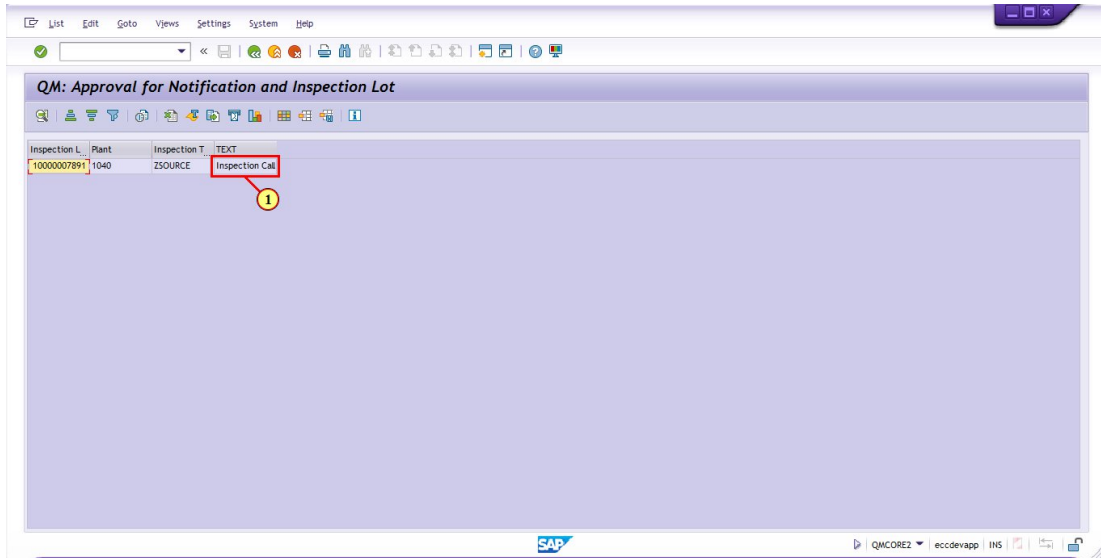 List Edit Goto Views Settings System Help
QM: Approval for Notification and Inspection Lot
Inspection L... Plant Inspection T... TEXT
10000007891 1040 ZSOURCE Inspection Call
1
SAP QMCORE2 eccdevapp INS